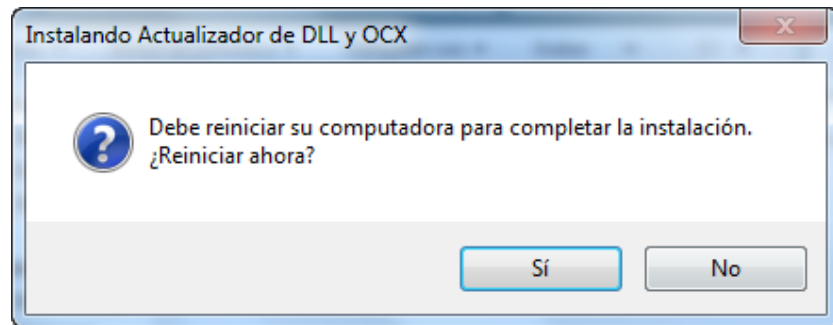 Instalando Actualizador de DLL y OCX
Debe reiniciar su computadora para completar la instalación.
¿Reiniciar ahora?
Sí
No